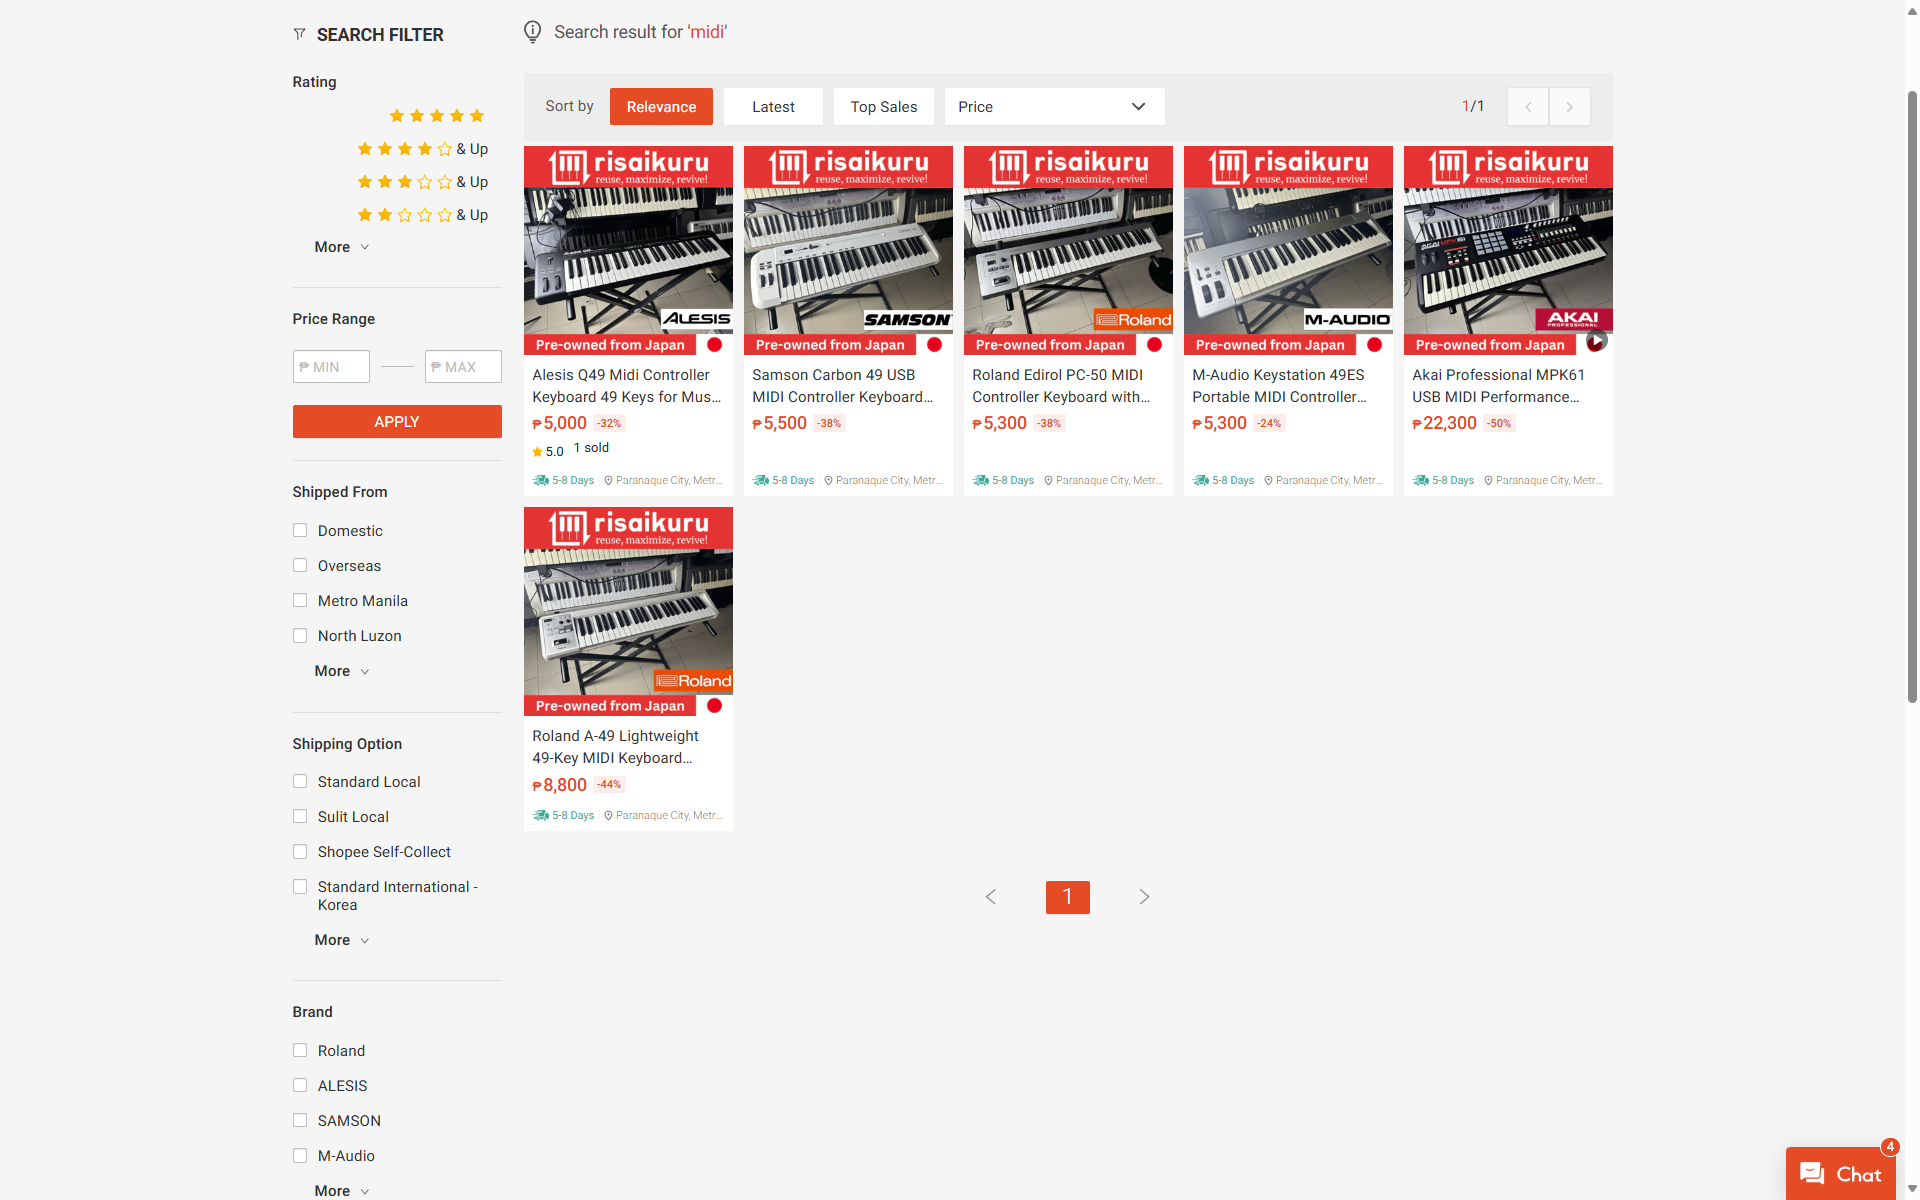 SEARCH FILTER
Rating
& Up
& Up
& Up
More
Price Range
₱ MIN
₱ MAX
APPLY
Shipped From
Domestic
Overseas
Metro Manila
North Luzon
More
Shipping Option
Standard Local
Sulit Local
Shopee Self-Collect
Standard International -
Korea
More
Brand
Roland
ALESIS
SAMSON
M-Audio
More
Search result for 'midi'
Sort by
Relevance
Latest
Top Sales
Price
1/1
risaikuru
reuse, maximize, revive!
ALESIS
Pre-owned from Japan
Alesis Q49 Midi Controller
Keyboard 49 Keys for Mus...
₱5,000 -32%
5.0 1 sold
5-8 Days Paranaque City, Metr...
risaikuru
reuse, maximize, revive!
SAMSON
Pre-owned from Japan
Samson Carbon 49 USB
MIDI Controller Keyboard...
₱5,500 -38%
5-8 Days Paranaque City, Metr...
risaikuru
reuse, maximize, revive!
Roland
Pre-owned from Japan
Roland Edirol PC-50 MIDI
Controller Keyboard with...
₱5,300 -38%
5-8 Days Paranaque City, Metr...
risaikuru
reuse, maximize, revive!
M-AUDIO
Pre-owned from Japan
M-Audio Keystation 49ES
Portable MIDI Controller...
₱5,300 -24%
5-8 Days Paranaque City, Metr...
risaikuru
reuse, maximize, revive!
AKAI MPK61
AKAI
PROFESSIONAL
Pre-owned from Japan
Akai Professional MPK61
USB MIDI Performance...
₱22,300 -50%
5-8 Days Paranaque City, Metr...
risaikuru
reuse, maximize, revive!
Roland
Pre-owned from Japan
Roland A-49 Lightweight
49-Key MIDI Keyboard...
₱8,800 -44%
5-8 Days Paranaque City, Metr...
1
4
Chat